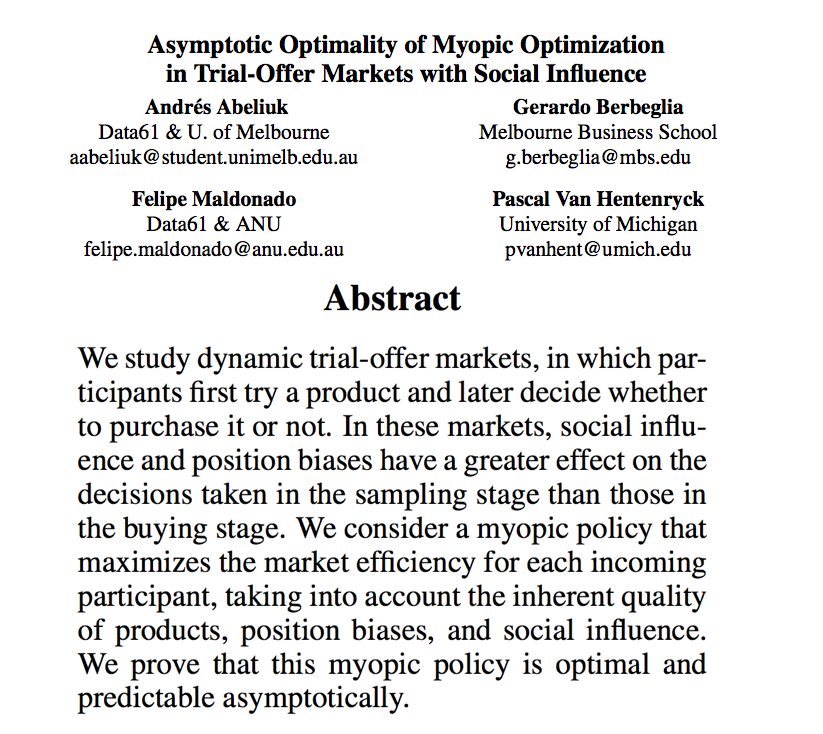 Asymptotic Optimality of Myopic Optimization
in Trial-Offer Markets with Social Influence
Andrés Abeliuk
Data61 & U. of Melbourne
aabeliuk@student.unimelb.edu.au
Gerardo Berbeglia
Melbourne Business School
g.berbeglia@mbs.edu
Felipe Maldonado
Data61 & ANU
felipe.maldonado@anu.edu.au
Pascal Van Hentenryck
University of Michigan
pvanhent@umich.edu
Abstract
We study dynamic trial-offer markets, in which par-
ticipants first try a product and later decide whether
to purchase it or not. In these markets, social influ-
ence and position biases have a greater effect on the
decisions taken in the sampling stage than those in
the buying stage. We consider a myopic policy that
maximizes the market efficiency for each incoming
participant, taking into account the inherent quality
of products, position biases, and social influence.
We prove that this myopic policy is optimal and
predictable asymptotically.